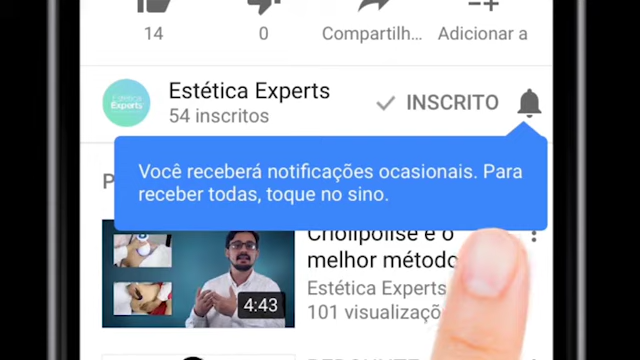 14
0
Compartilh...
Adicionar a
Estética Experts
Estética
Experts
54 inscritos
INSCRITO
Você receberá notificações ocasionais. Para
receber todas, toque no sino.
P
Criolipólise é o
melhor método
4:43
Estética Experts
101 visualizaçõ